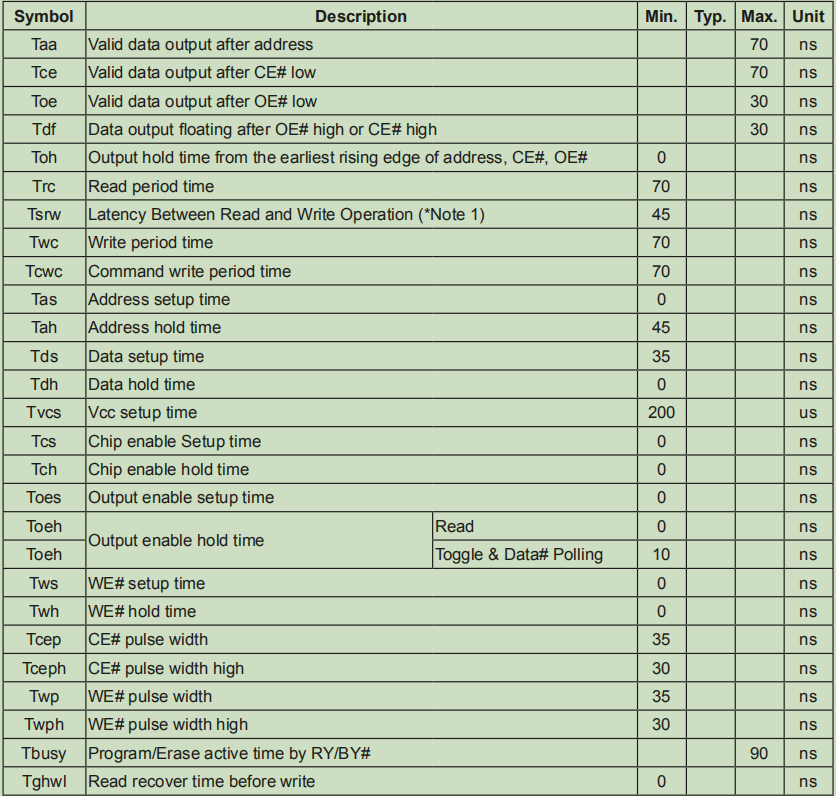 Symbol Description Min. Typ. Max. Unit
Taa Valid data output after address 70 ns
Tce Valid data output after CE# low 70 ns
Toe Valid data output after OE# low 30 ns
Tdf Data output floating after OE# high or CE# high 30 ns
Toh Output hold time from the earliest rising edge of address, CE#, OE# 0 ns
Trc Read period time 70 ns
Tsrw Latency Between Read and Write Operation (*Note 1) 45 ns
Twc Write period time 70 ns
Tcwc Command write period time 70 ns
Tas Address setup time 0 ns
Tah Address hold time 45 ns
Tds Data setup time 35 ns
Tdh Data hold time 0 ns
Tvcs Vcc setup time 200 us
Tcs Chip enable Setup time 0 ns
Tch Chip enable hold time 0 ns
Toes Output enable setup time 0 ns
Toeh Output enable hold time Read 0 ns
Toeh Toggle & Data# Polling 10 ns
Tws WE# setup time 0 ns
Twh WE# hold time 0 ns
Tcep CE# pulse width 35 ns
Tceph CE# pulse width high 30 ns
Twp WE# pulse width 35 ns
Twph WE# pulse width high 30 ns
Tbusy Program/Erase active time by RY/BY# 90 ns
Tghwl Read recover time before write 0 ns